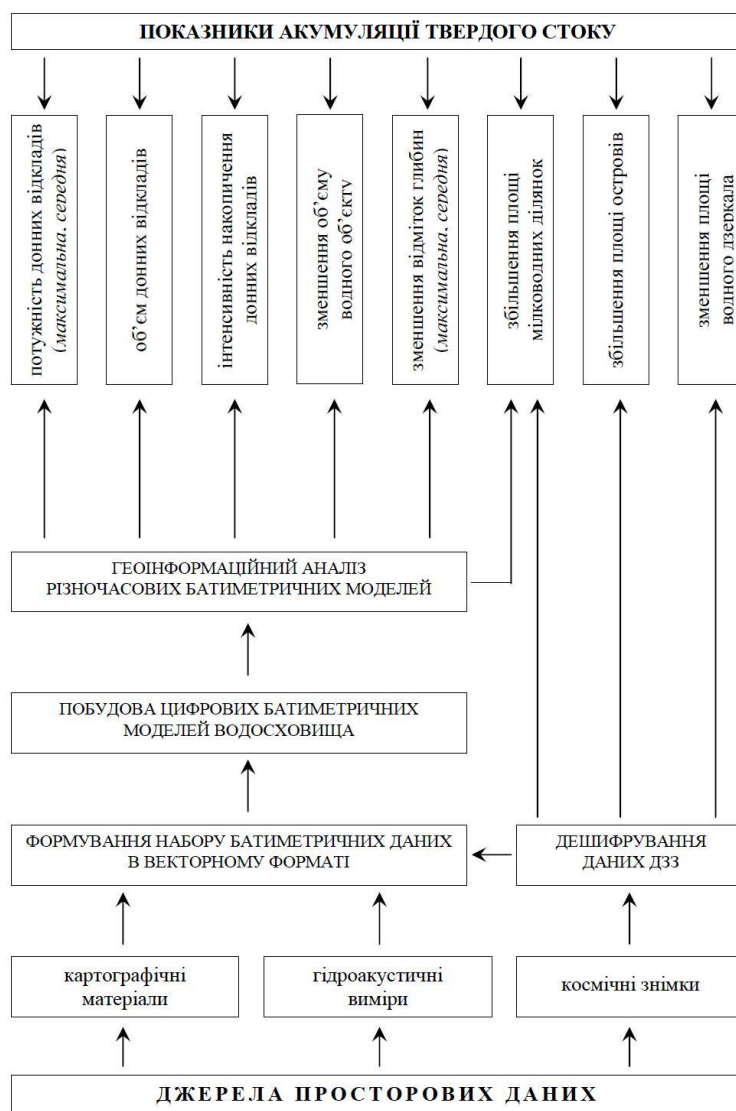 ПОКАЗНИКИ АКУМУЛЯЦІЇ ТВЕРДОГО СТОКУ
потужність донних відкладів
(максимальна, середня)
об’єм донних відкладів
інтенсивність накопичення
донних відкладів
зменшення об’єму
водного об’єкту
зменшення відміток глибин
(максимальна, середня)
збільшення площі
мілководних ділянок
збільшення площі островів
зменшення площі
водного дзеркала
ГЕОІНФОРМАЦІЙНИЙ АНАЛІЗ
РІЗНОЧАСОВИХ БАТИМЕТРИЧНИХ МОДЕЛЕЙ
ПОБУДОВА ЦИФРОВИХ БАТИМЕТРИЧНИХ
МОДЕЛЕЙ ВОДОСХОВИЩА
ФОРМУВАННЯ НАБОРУ БАТИМЕТРИЧНИХ ДАНИХ
В ВЕКТОРНОМУ ФОРМАТІ
ДЕШИФРУВАННЯ
ДАНИХ ДЗЗ
картографічні
матеріали
гідроакустичні
виміри
космічні знімки
ДЖЕРЕЛА ПРОСТОРОВИХ ДАНИХ